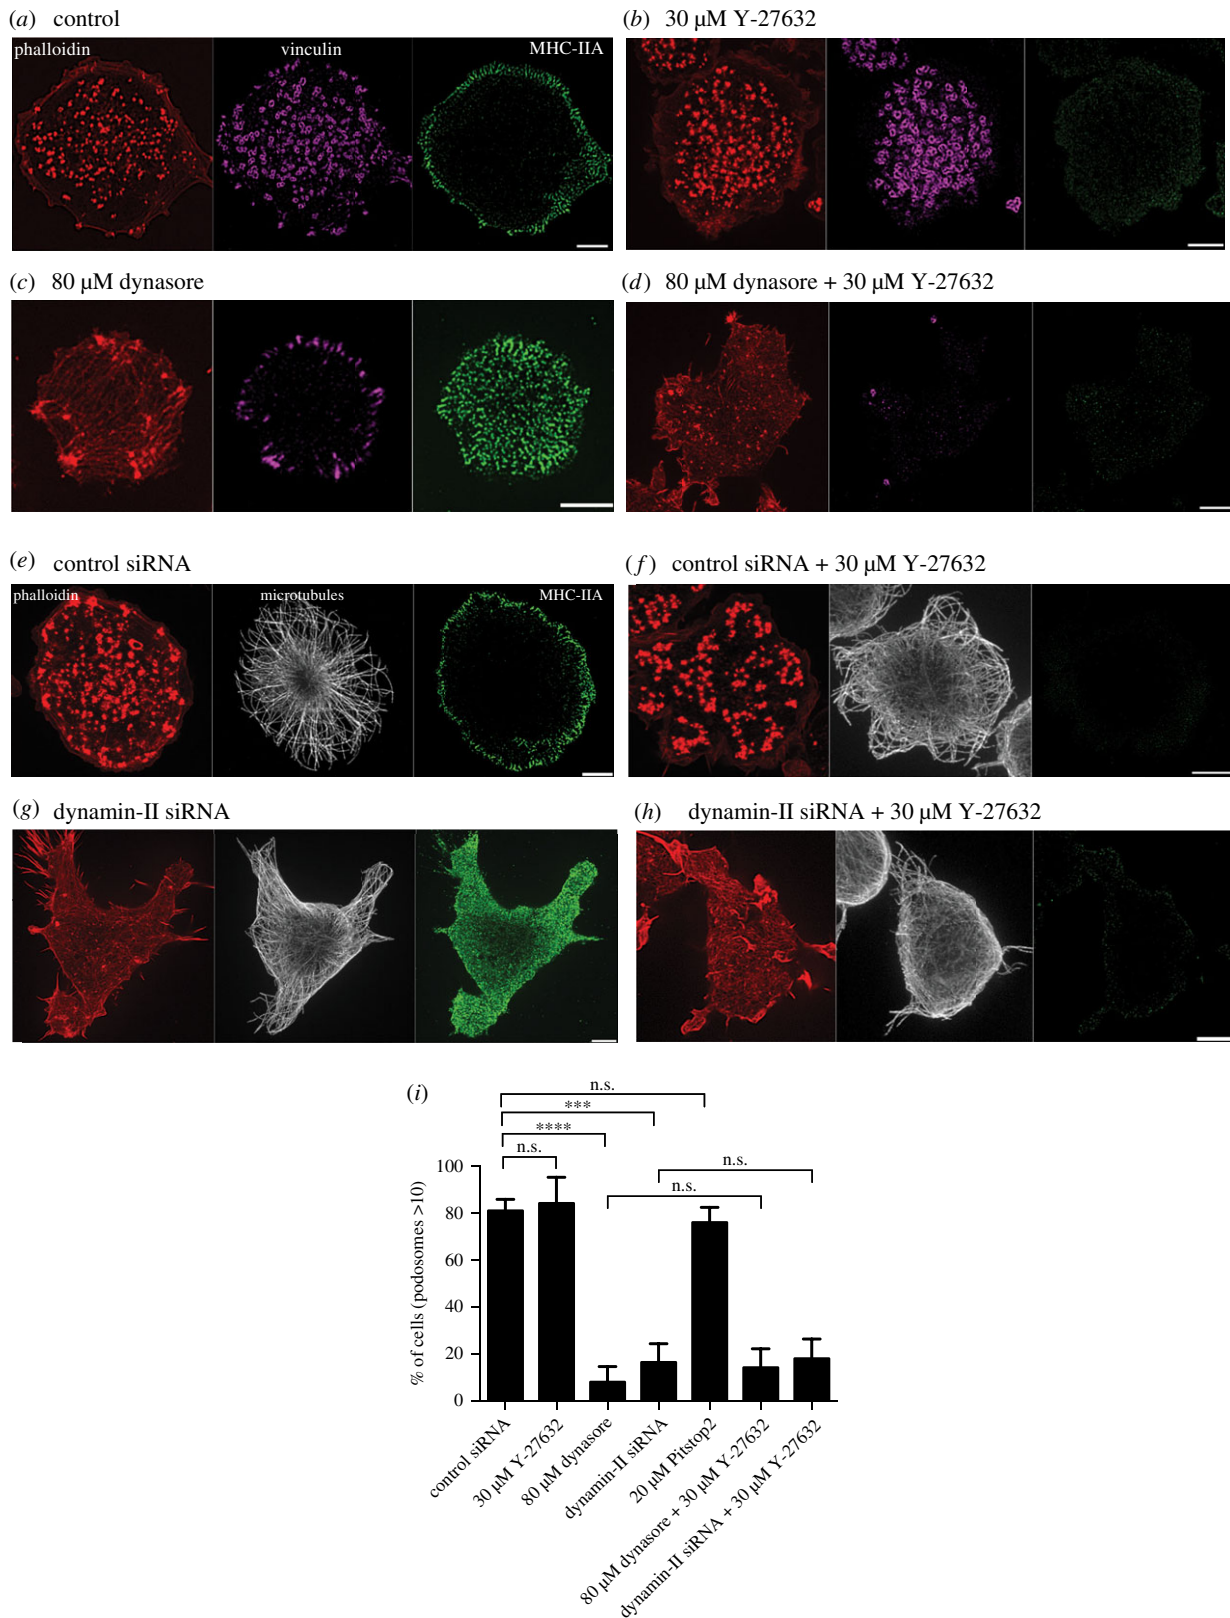 (a) control
(b) 30 µM Y-27632
phalloidin vinculin MHC-IIA
(c) 80 µM dynasore
(d) 80 µM dynasore + 30 µM Y-27632
(e) control siRNA
(f) control siRNA + 30 µM Y-27632
phalloidin microtubules MHC-IIA
(g) dynamin-II siRNA
(h) dynamin-II siRNA + 30 µM Y-27632
(i)
n.s.
***
****
n.s.
n.s.
n.s.
% of cells (podosomes >10)
100
80
60
40
20
0
control siRNA
30 µM Y-27632
80 µM dynasore
dynamin-II siRNA
20 µM Pitstop2
80 µM dynasore + 30 µM Y-27632
dynamin-II siRNA + 30 µM Y-27632